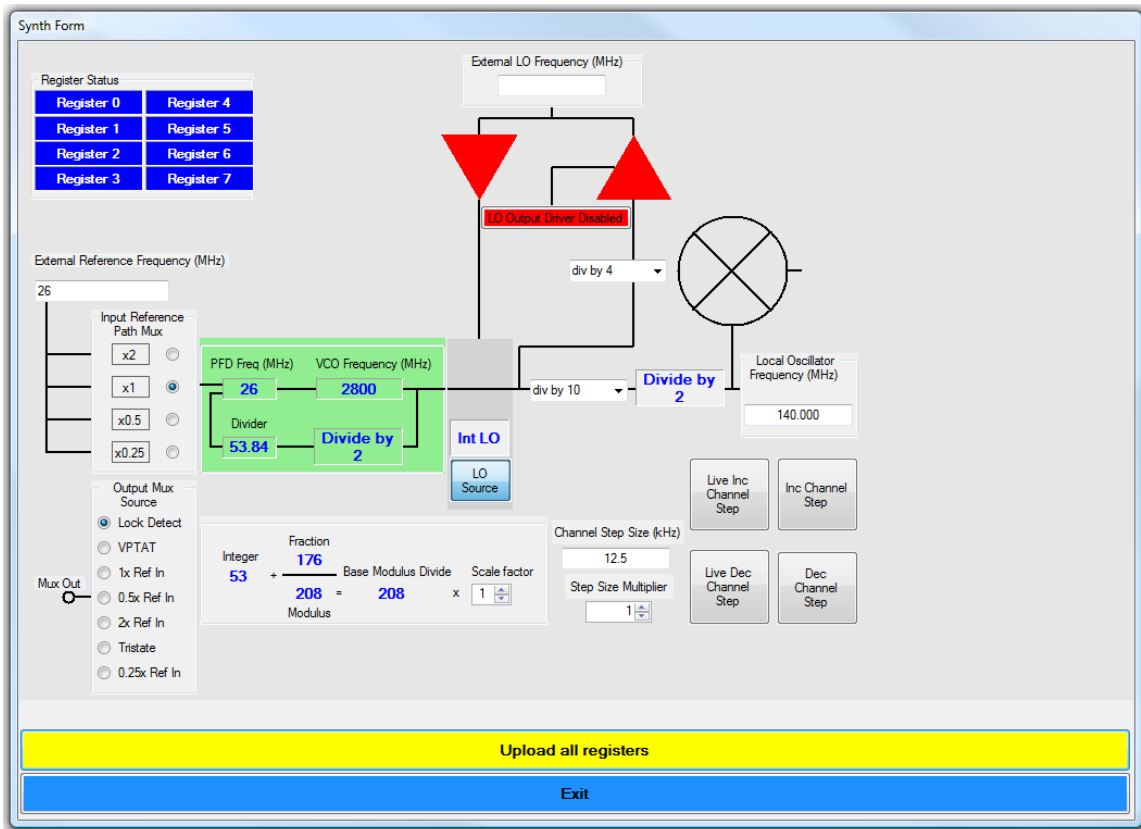 Synth Form
Register Status
Register 0
Register 4
Register 1
Register 5
Register 2
Register 6
Register 3
Register 7
External LO Frequency (MHz)
LO Output Driver Disabled
div by 4
External Reference Frequency (MHz)
26
Input Reference
Path Mux
x2
x1
x0.5
x0.25
PFD Freq (MHz)
VCO Frequency (MHz)
26
2800
Divider
53.84
Divide by
2
Int LO
LO
Source
div by 10
Divide by
2
Local Oscillator
Frequency (MHz)
140.000
Output Mux
Source
Lock Detect
VPTAT
1x Ref In
0.5x Ref In
2x Ref In
Tristate
0.25x Ref In
Mux Out
Integer
53
+
Fraction
176
208
Modulus
=
Base Modulus Divide
208
x
Scale factor
1
Channel Step Size (kHz)
12.5
Step Size Multiplier
1
Live Inc
Channel
Step
Inc Channel
Step
Live Dec
Channel
Step
Dec
Channel
Step
Upload all registers
Exit